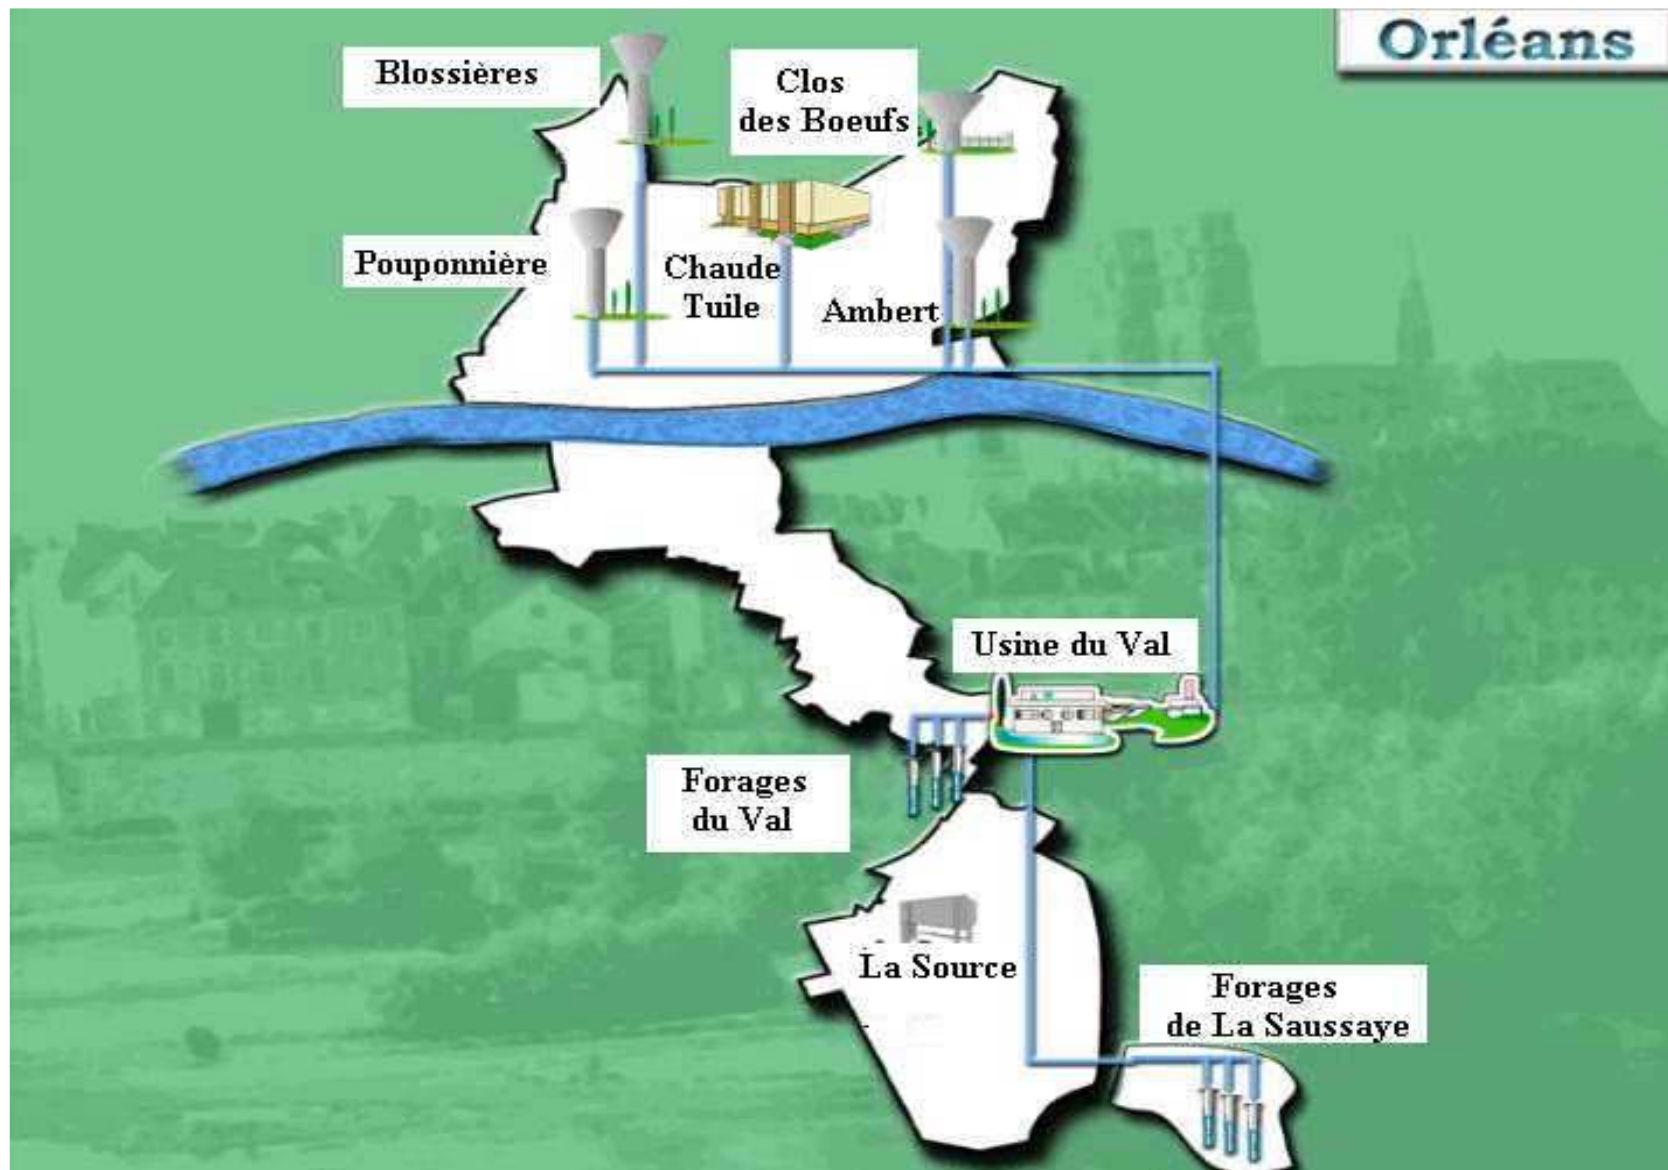 Orléans
Blossières
Clos
des Boeufs
Pouponnière
Chaude
Tuile
Ambert
Usine du Val
Forages
du Val
La Source
Forages
de La Saussaye